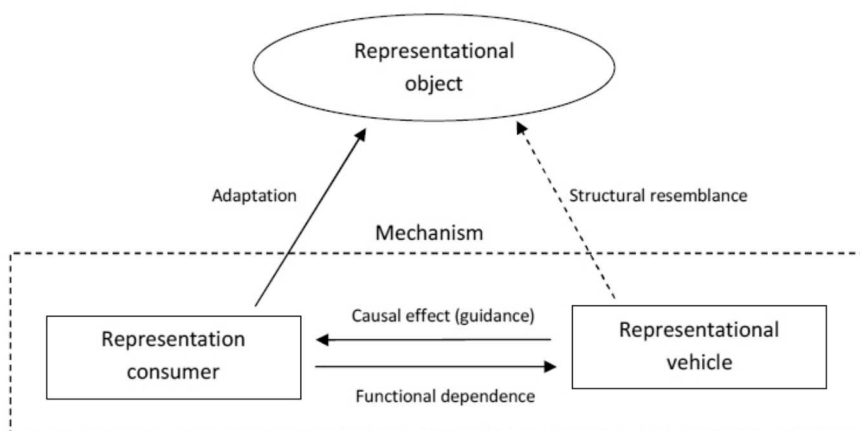 Representational
object
Adaptation
Structural resemblance
Mechanism
Causal effect (guidance)
Representation
consumer
Representational
vehicle
Functional dependence